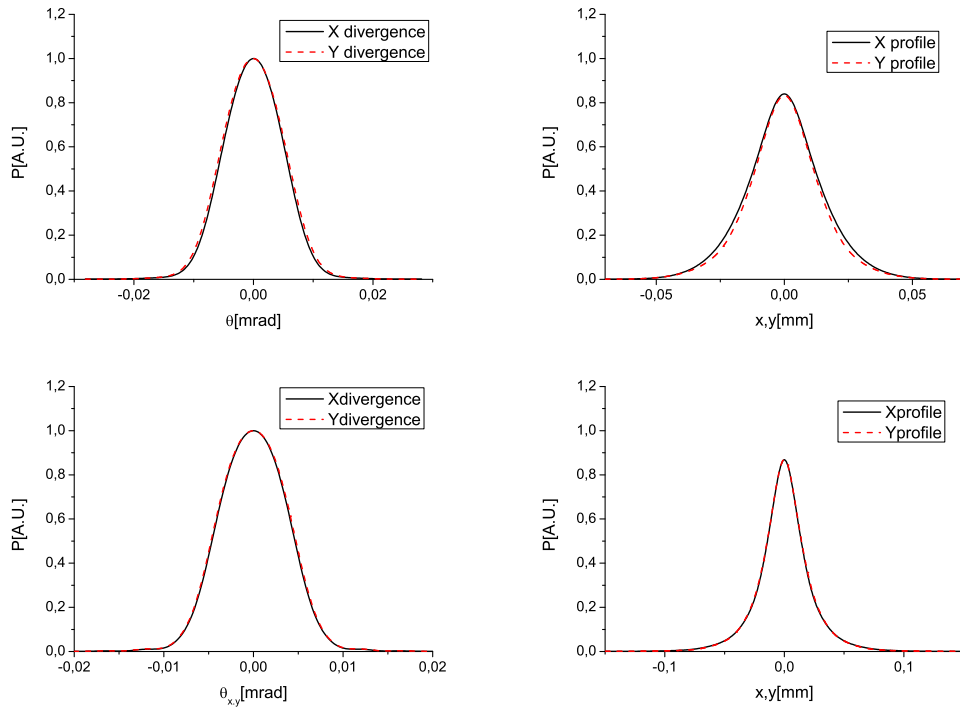 1,2
1,0
0,8
0,6
0,4
0,2
0,0
P[A.U.]
X divergence
Y divergence
-0,02 0,00 0,02
θ[mrad]
1,2
1,0
0,8
0,6
0,4
0,2
0,0
P[A.U.]
X profile
Y profile
-0,05 0,00 0,05
x,y[mm]
1,2
1,0
0,8
0,6
0,4
0,2
0,0
P[A.U.]
Xdivergence
Ydivergence
-0,02 -0,01 0,00 0,01 0,02
θx,y[mrad]
1,2
1,0
0,8
0,6
0,4
0,2
0,0
P[A.U.]
Xprofile
Yprofile
-0,1 0,0 0,1
x,y[mm]